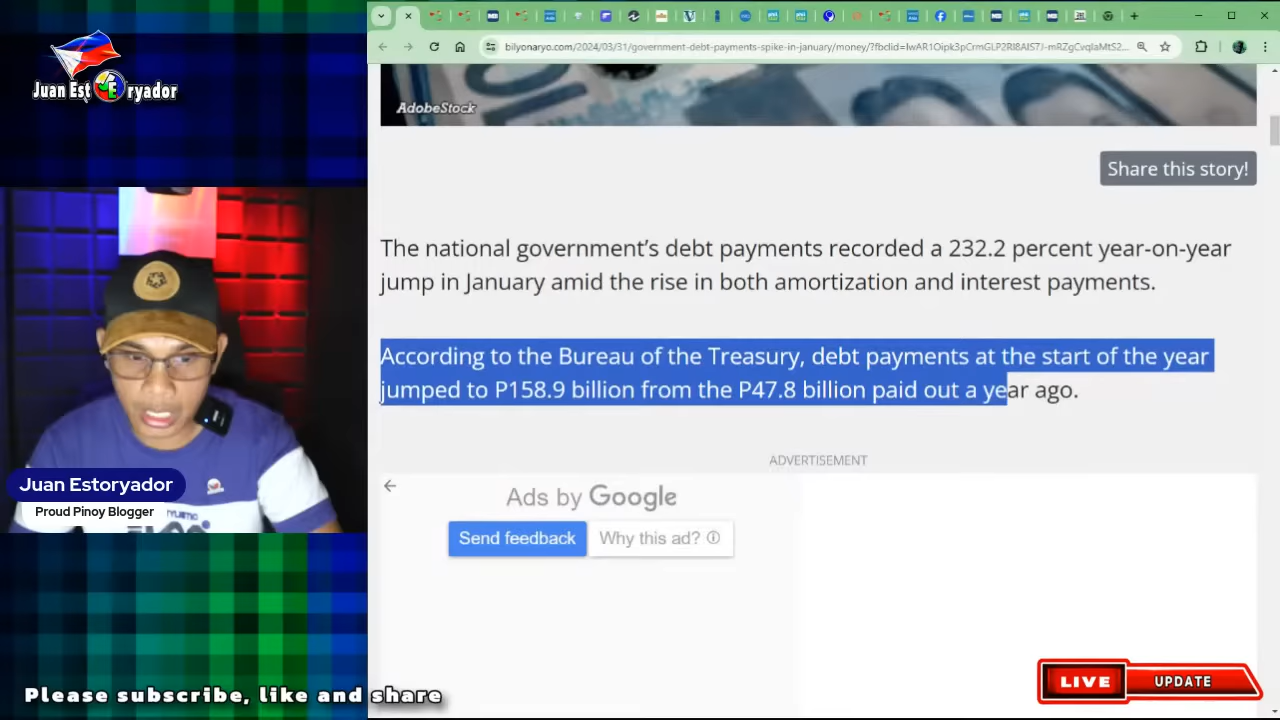 Juan Est ryador
bilyonaryo.com/2024/03/31/government-debt-payments-spike-in-january/money/?fbclid=IwAR1Oipk3pCrmGLP2Rl8AIS7J-mRZgCvqlaMtS2...
AdobeStock
Share this story!
The national government's debt payments recorded a 232.2 percent year-on-year
jump in January amid the rise in both amortization and interest payments.
According to the Bureau of the Treasury, debt payments at the start of the year
jumped to P158.9 billion from the P47.8 billion paid out a year ago.
ADVERTISEMENT
Ads by Google
Send feedback
Why this ad?
Juan Estoryador
Proud Pinoy Blogger
LIVE UPDATE
Please subscribe, like and share